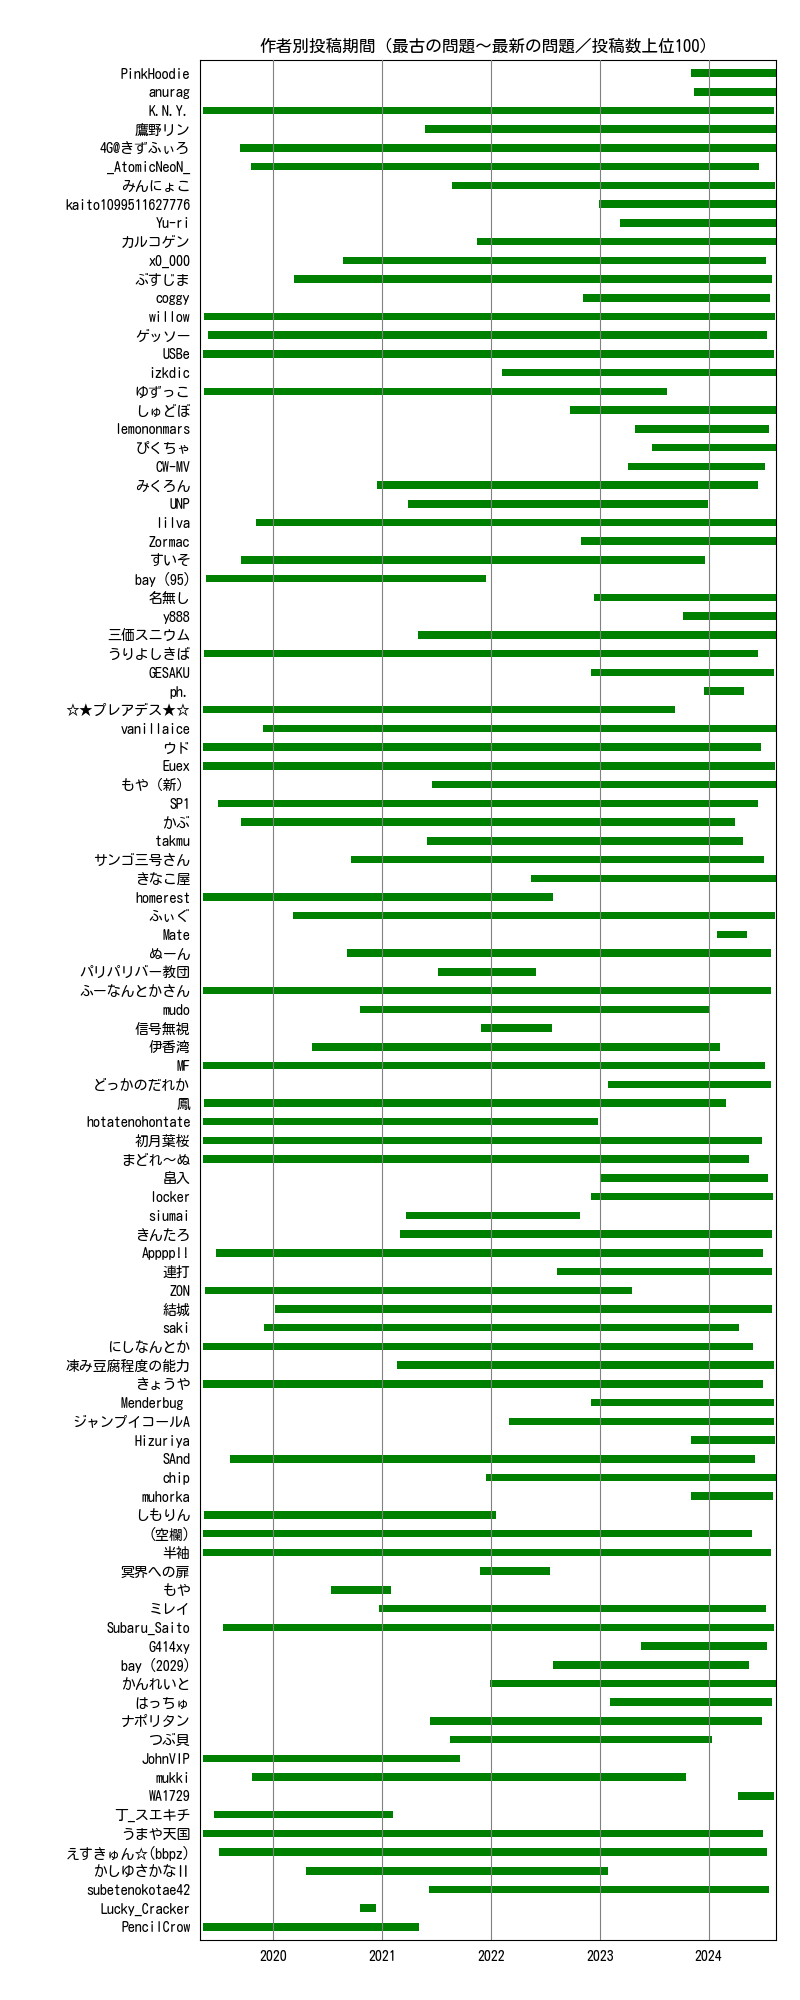 作者別投稿期間（最古の問題～最新の問題／投稿数上位100）
PinkHoodie
anurag
K.N.Y.
鷹野リン
4G@きずふぃろ
_AtomicNeoN_
みんにょこ
kaito1099511627776
Yu-ri
カルコゲン
x0_000
ぶすじま
coggy
willow
ゲッソー
USBe
izkdic
ゆずっこ
しゅどぼ
lemononmars
ぴくちゃ
CW-MV
みくろん
UNP
lilva
Zormac
すいそ
bay (95)
名無し
y888
三価スニウム
うりよしきば
GESAKU
ph.
☆★プレアデス★☆
vanillaice
ウド
Euex
もや（新）
SP1
かぶ
takmu
サンゴ三号さん
きなこ屋
homerest
ふぃぐ
Mate
ぬーん
パリパリバー教団
ふーなんとかさん
mudo
信号無視
伊香湾
MF
どっかのだれか
鳳
hotatenohontate
初月葉桜
まどれ～ぬ
畠入
locker
siumai
きんたろ
Appppll
連打
ZON
結城
saki
にしなんとか
凍み豆腐程度の能力
きょうや
Menderbug
ジャンプイコールA
Hizuriya
SAnd
chip
muhorka
しもりん
(空欄)
半袖
冥界への扉
もや
ミレイ
Subaru_Saito
G414xy
bay (2029)
かんれいと
はっちゅ
ナポリタン
つぶ貝
JohnVIP
mukki
WA1729
丁_スエキチ
うまや天国
えすきゅん☆(bbpz)
かしゆさかなⅡ
subetenokotae42
Lucky_Cracker
PencilCrow
2020 2021 2022 2023 2024